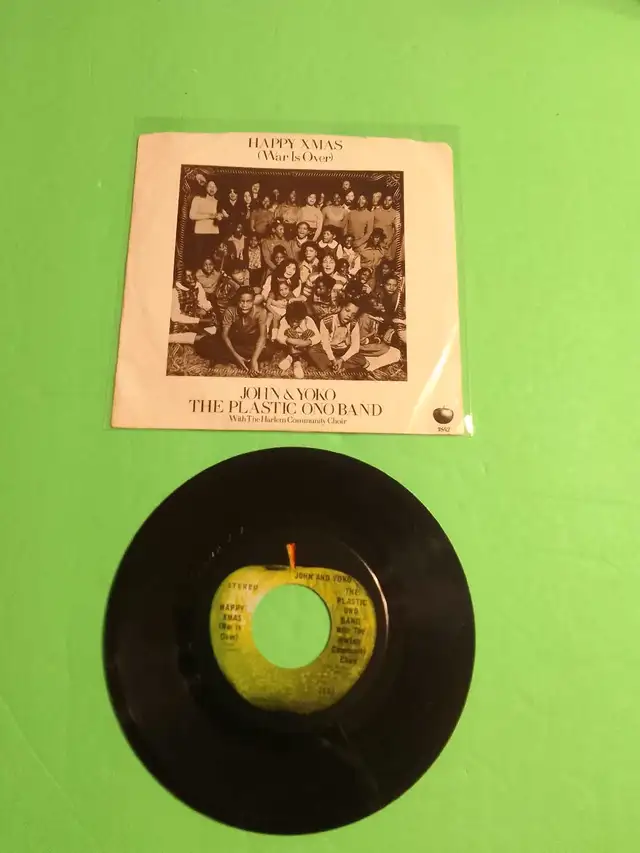 HAPPY XMAS
(War Is Over)
JOHN & YOKO
THE PLASTIC ONO BAND
With The Harlem Community Choir
1842
STEREO
HAPPY
XMAS
(War Is
Over)
JOHN AND YOKO
THE
PLASTIC
ONO
BAND
With The
Harlem
Community
Choir